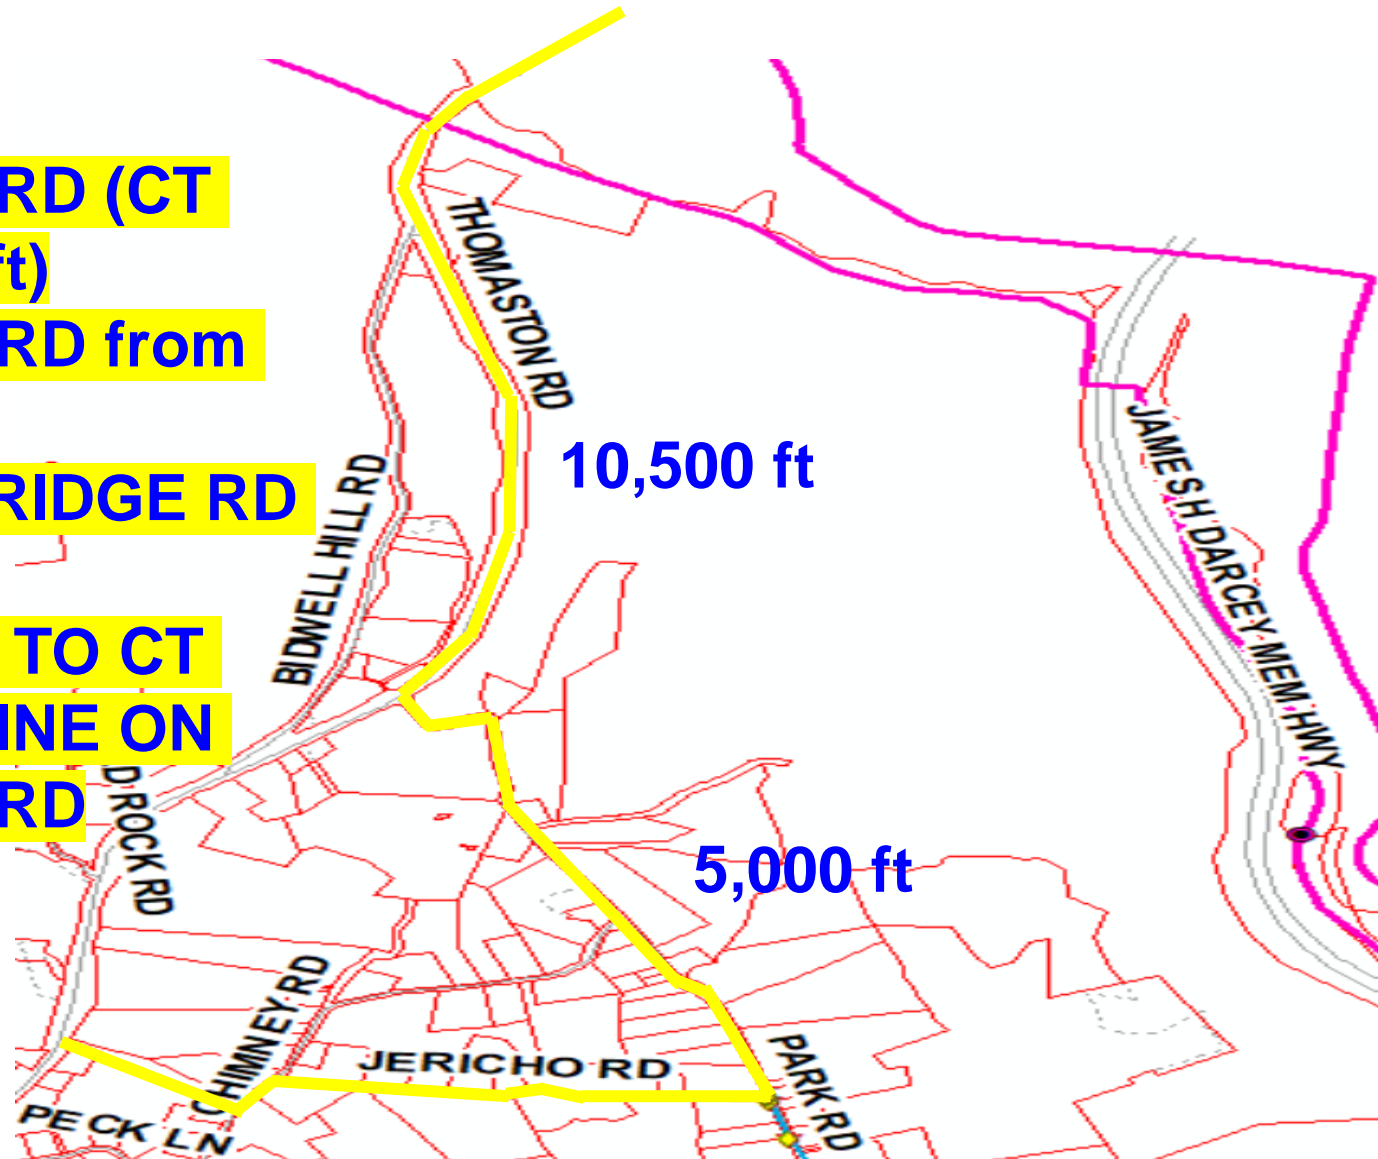 RD (CT
ft)
RD from
RIDGE RD
TO CT
INE ON
RD
THOMASTON RD
10,500 ft
BIDWELL HILL RD
JAMES H DARCEY MEM HWY
D ROCK RD
5,000 ft
CHIMNEY RD
JERICHO RD
PARK RD
PECK LN